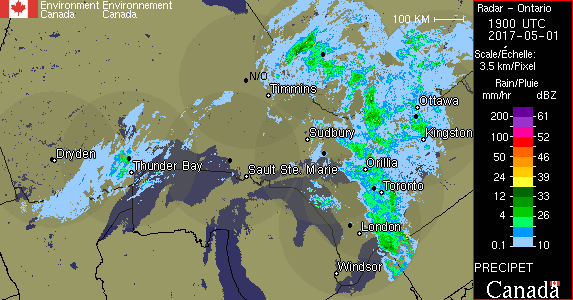 Environment Environnement
Canada Canada
100 KM
N/O
Timmins
Ottawa
Kingston
Sudbury
Dryden
Thunder Bay
Sault Ste. Marie
Orillia
Toronto
London
Windsor
Radar - Ontario
1900 UTC
2017-05-01
Scale/Échelle:
3.5 km/Pixel
Rain/Pluie
mm/hr dBZ
200 61
100 52
50 46
24 39
12 33
4 26
0.1 10
PRECIPET
Canada